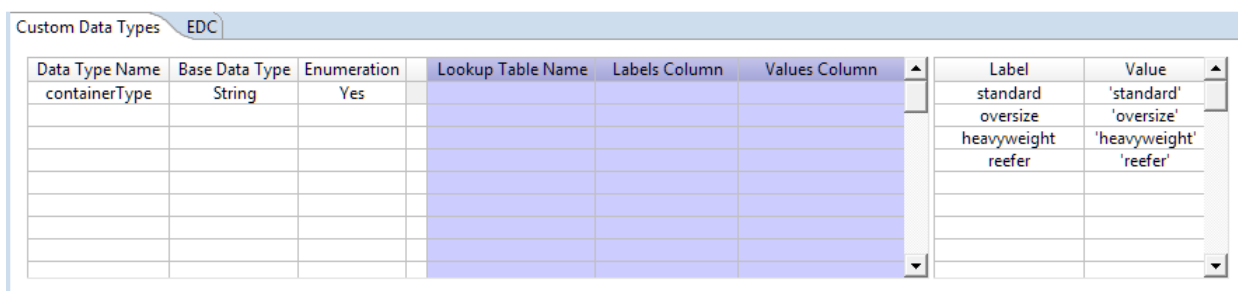 Custom Data Types EDC
Data Type Name Base Data Type Enumeration Lookup Table Name Labels Column Values Column Label Value
containerType String Yes standard 'standard'
oversize 'oversize'
heavyweight 'heavyweight'
reefer 'reefer'